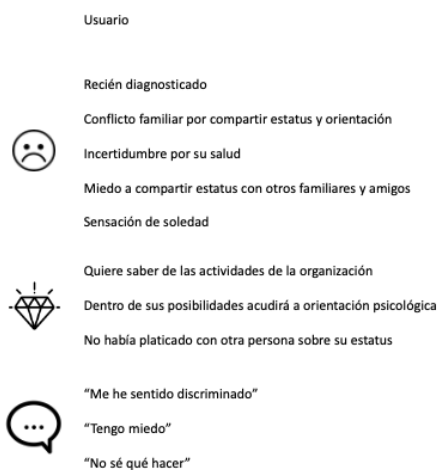 Usuario
Recién diagnosticado
Conflicto familiar por compartir estatus y orientación
Incertidumbre por su salud
Miedo a compartir estatus con otros familiares y amigos
Sensación de soledad
Quiere saber de las actividades de la organización
Dentro de sus posibilidades acudirá a orientación psicológica
No había platicado con otra persona sobre su estatus
“Me he sentido discriminado”
“Tengo miedo”
“No sé qué hacer”